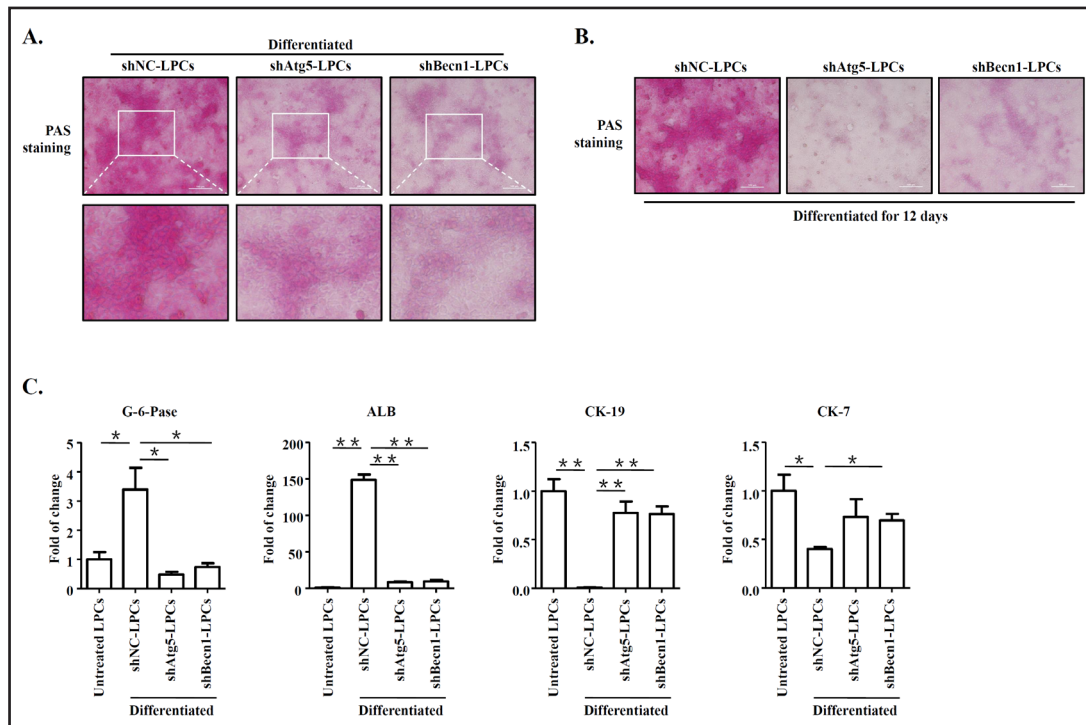 A.
Differentiated
shNC-LPCs shAtg5-LPCs shBecn1-LPCs
PAS
staining
B.
shNC-LPCs shAtg5-LPCs shBecn1-LPCs
PAS
staining
Differentiated for 12 days
C.
G-6-Pase
Fold of change
5
4
3
2
1
0
* * *
Untreated LPCs
shNC-LPCs
shAtg5-LPCs
shBecn1-LPCs
Differentiated
ALB
Fold of change
200
150
100
50
0
** ** **
Untreated LPCs
shNC-LPCs
shAtg5-LPCs
shBecn1-LPCs
Differentiated
CK-19
Fold of change
1.5
1.0
0.5
0.0
** ** **
Untreated LPCs
shNC-LPCs
shAtg5-LPCs
shBecn1-LPCs
Differentiated
CK-7
Fold of change
1.5
1.0
0.5
0.0
* *
Untreated LPCs
shNC-LPCs
shAtg5-LPCs
shBecn1-LPCs
Differentiated